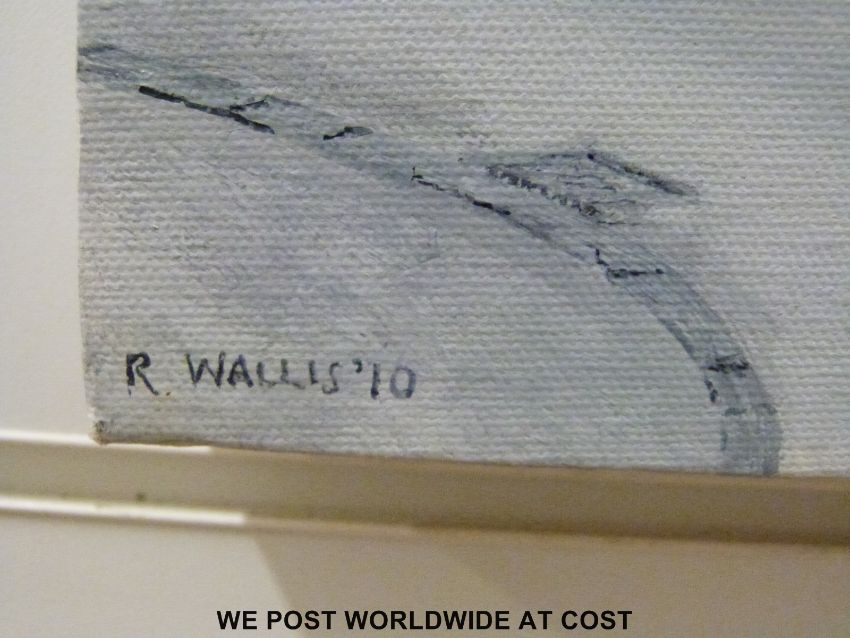 R. WALLIS '10
WE POST WORLDWIDE AT COST